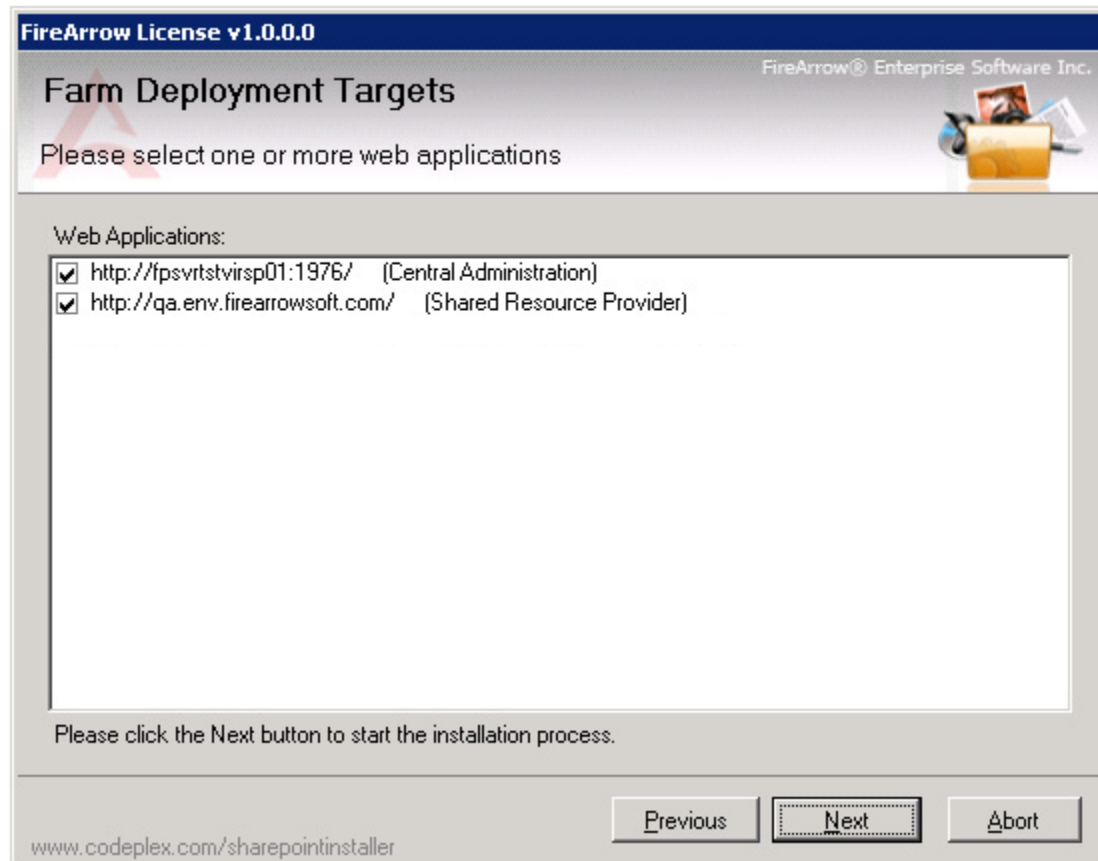 FireArrow License v1.0.0.0
FireArrow® Enterprise Software Inc.
Farm Deployment Targets
Please select one or more web applications
Web Applications:
http://fpsvrtstvirsp01:1976/ (Central Administration)
http://qa.env.firearrowsoft.com/ (Shared Resource Provider)
Please click the Next button to start the installation process.
Previous Next Abort
www.codeplex.com/sharepointinstaller